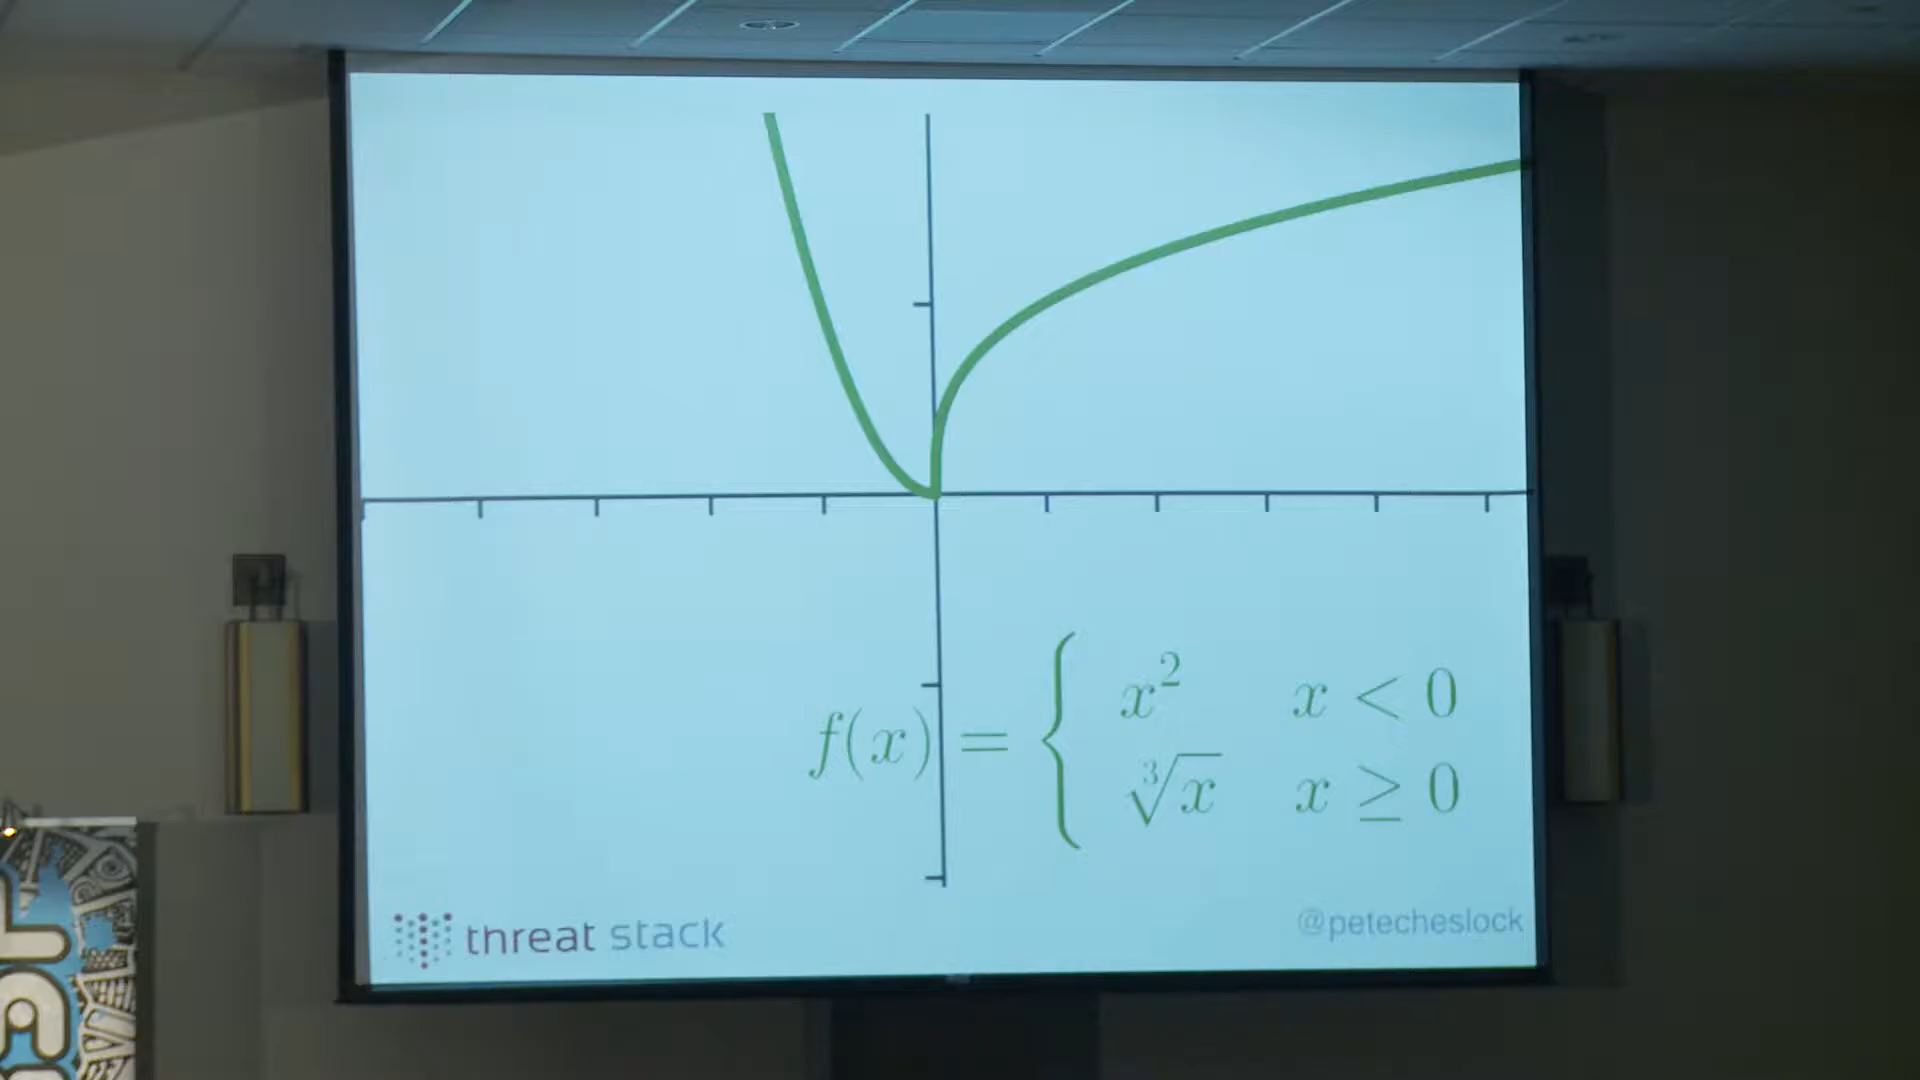 f(x) = { x² x < 0
∛x x ≥ 0
threat stack
@petecheslock